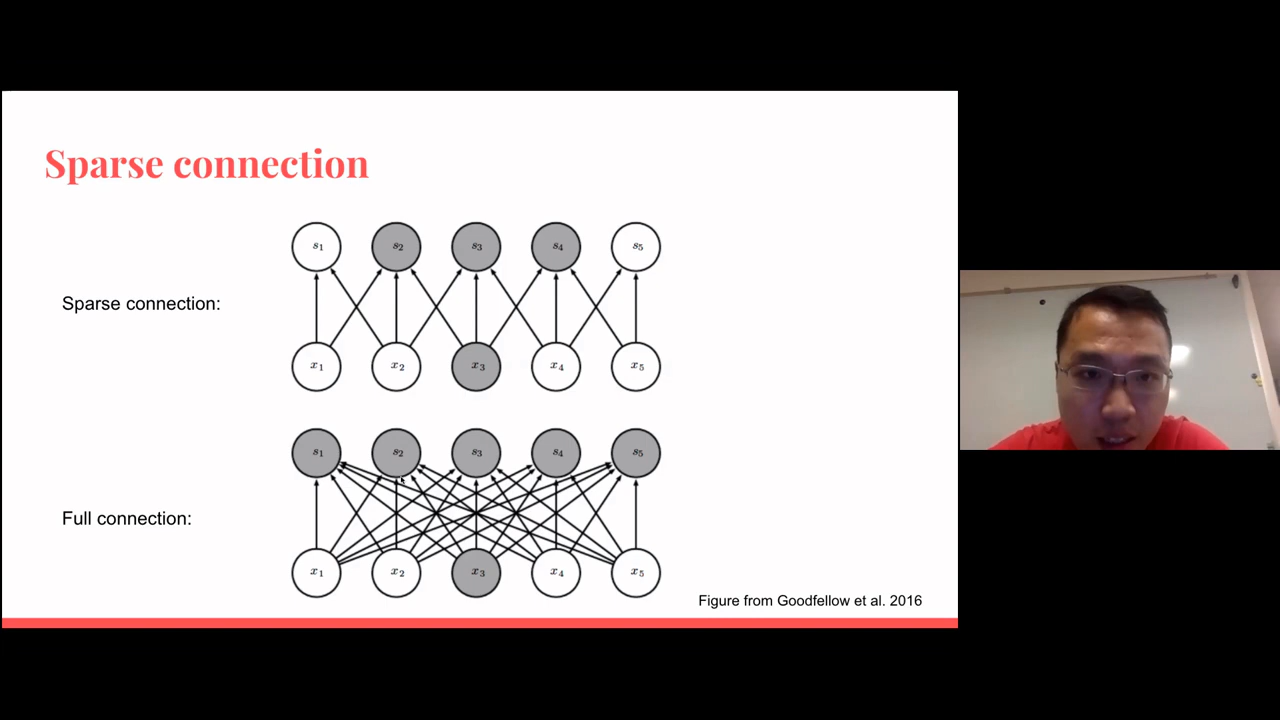 Sparse connection
s1 s2 s3 s4 s5
Sparse connection:
x1 x2 x3 x4 x5
s1 s2 s3 s4 s5
Full connection:
x1 x2 x3 x4 x5
Figure from Goodfellow et al. 2016